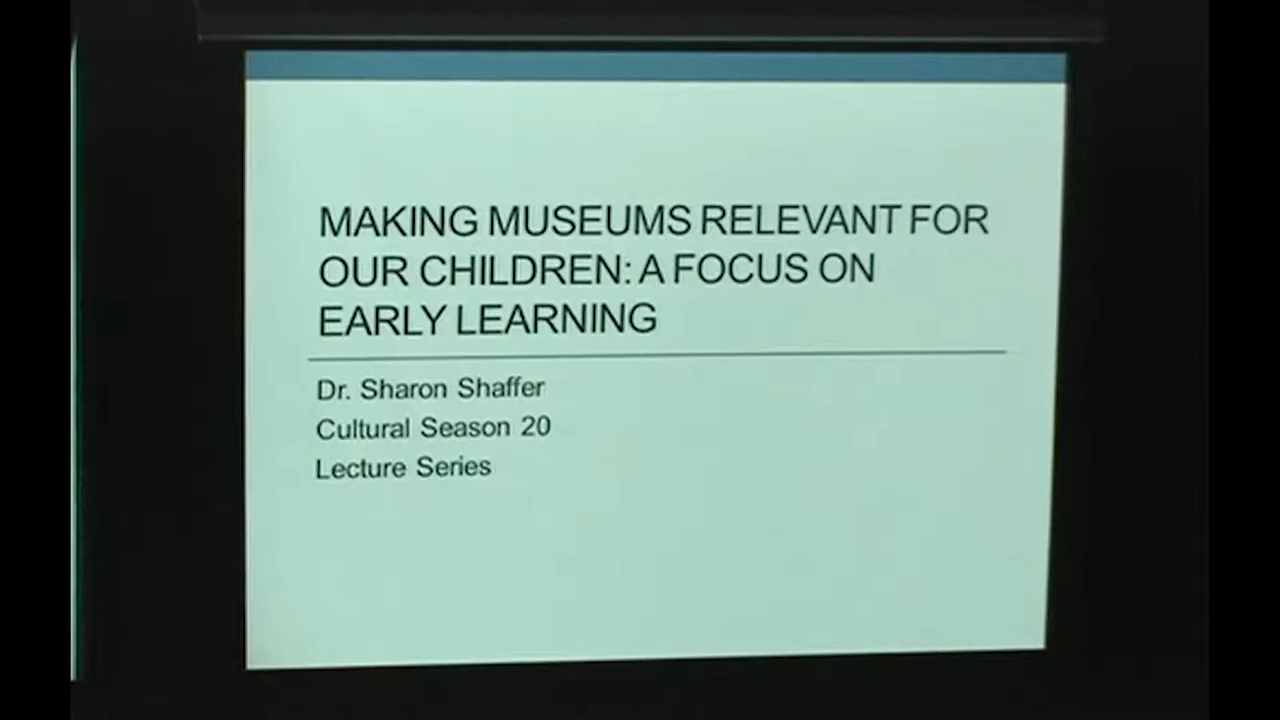 MAKING MUSEUMS RELEVANT FOR
OUR CHILDREN: A FOCUS ON
EARLY LEARNING
Dr. Sharon Shaffer
Cultural Season 20
Lecture Series